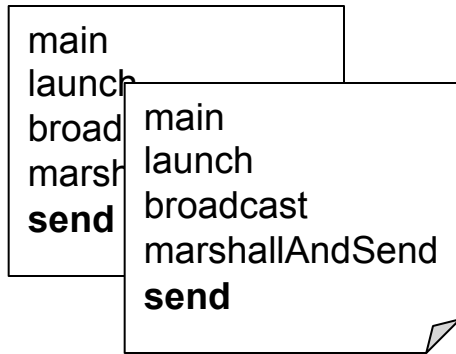 main
launch
broad
marsh
send
main
launch
broadcast
marshallAndSend
send